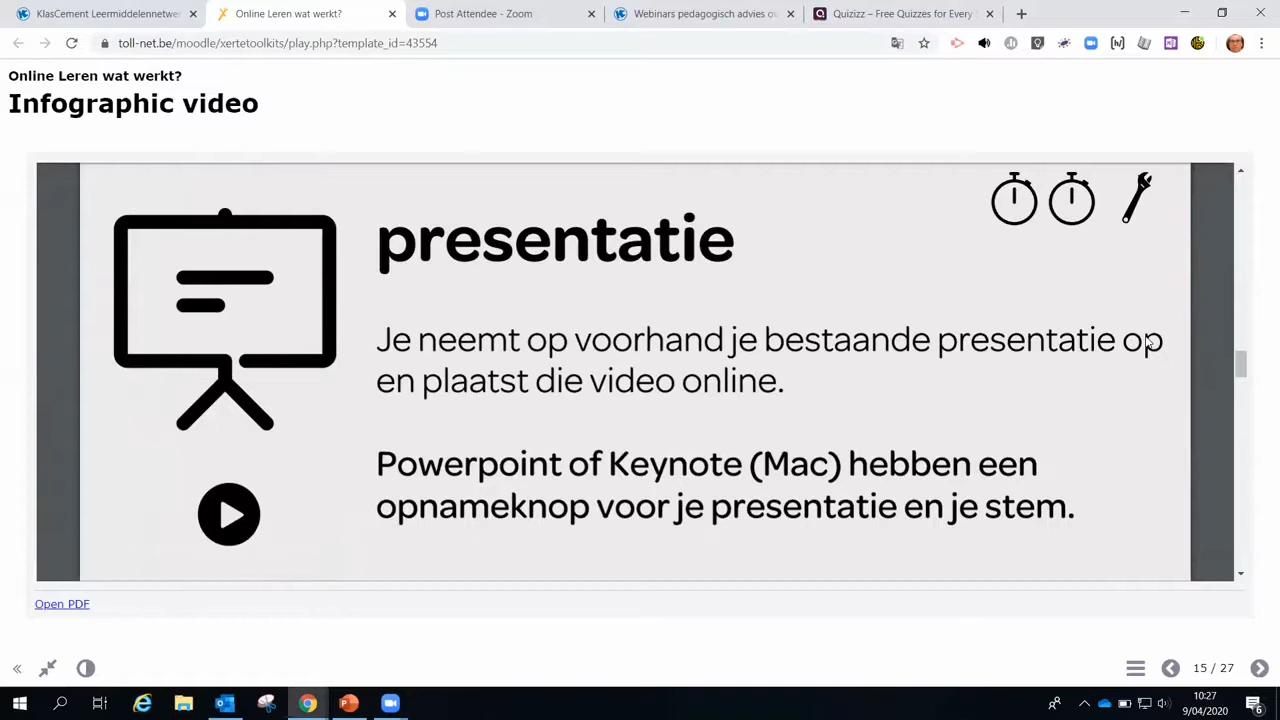 KlasCement Leermiddelennetwer
Online Leren wat werkt?
Post Attendee - Zoom
Webinars pedagogisch advies ov
Quizizz – Free Quizzes for Every
toll-net.be/moodle/xertetoolkits/play.php?template_id=43554
Online Leren wat werkt?
Infographic video
presentatie
Je neemt op voorhand je bestaande presentatie op
en plaatst die video online.
Powerpoint of Keynote (Mac) hebben een
opnameknop voor je presentatie en je stem.
Open PDF
15 / 27
10:27
9/04/2020
6